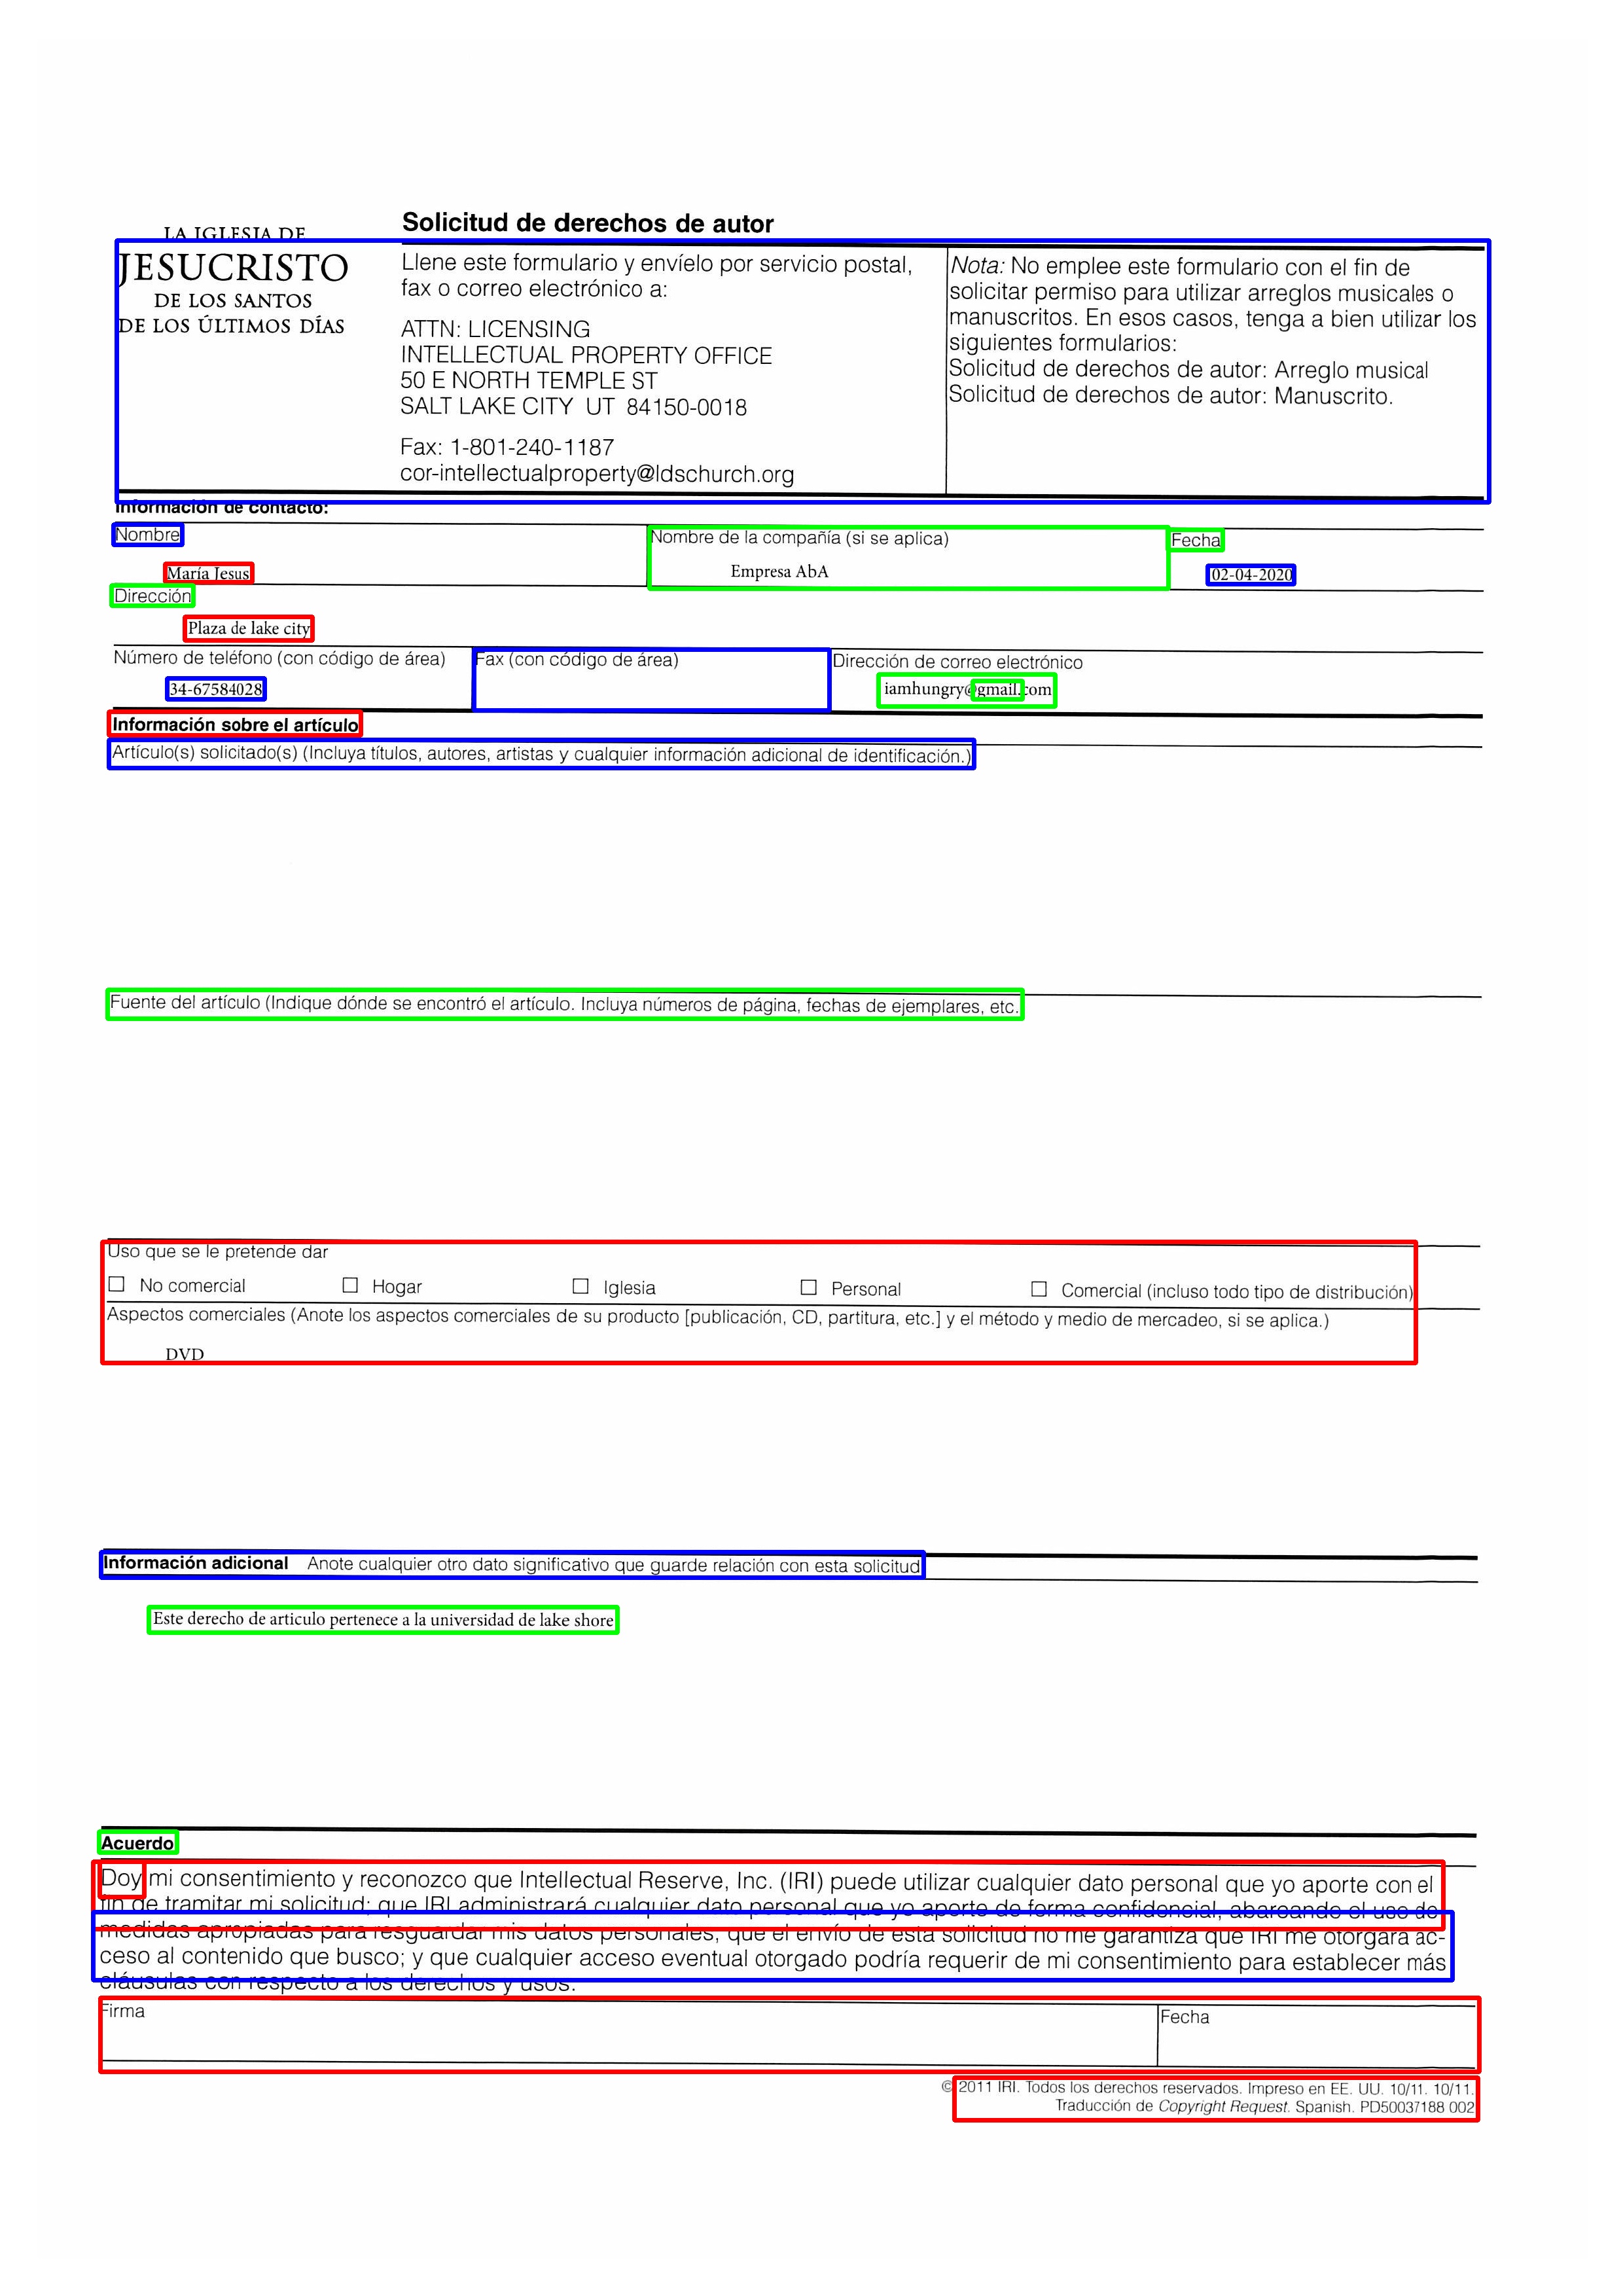 LA IGLESIA DE
JESUCRISTO
DE LOS SANTOS
DE LOS ÚLTIMOS DÍAS
Solicitud de derechos de autor
Llene este formulario y envíelo por servicio postal,
fax o correo electrónico a:
ATTN: LICENSING
INTELLECTUAL PROPERTY OFFICE
50 E NORTH TEMPLE ST
SALT LAKE CITY UT 84150-0018
Fax: 1-801-240-1187
cor-intellectualproperty@ldschurch.org
Nota: No emplee este formulario con el fin de
solicitar permiso para utilizar arreglos musicales o
manuscritos. En esos casos, tenga a bien utilizar los
siguientes formularios:
Solicitud de derechos de autor: Arreglo musical
Solicitud de derechos de autor: Manuscrito.
Información de contacto:
Nombre
María Jesus
Nombre de la compañía (si se aplica)
Empresa AbA
Fecha
02-04-2020
Dirección
Plaza de lake city
Número de teléfono (con código de área)
34-67584028
Fax (con código de área)
Dirección de correo electrónico
iamhungry@gmail.com
Información sobre el artículo
Artículo(s) solicitado(s) (Incluya títulos, autores, artistas y cualquier información adicional de identificación.)
Fuente del artículo (Indique dónde se encontró el artículo. Incluya números de página, fechas de ejemplares, etc.
Uso que se le pretende dar
No comercial Hogar Iglesia Personal Comercial (incluso todo tipo de distribución)
Aspectos comerciales (Anote los aspectos comerciales de su producto [publicación, CD, partitura, etc.] y el método y medio de mercadeo, si se aplica.)
DVD
Información adicional Anote cualquier otro dato significativo que guarde relación con esta solicitud
Este derecho de articulo pertenece a la universidad de lake shore
Acuerdo
Doy mi consentimiento y reconozco que Intellectual Reserve, Inc. (IRI) puede utilizar cualquier dato personal que yo aporte con el
fin de tramitar mi solicitud; que IRI administrará cualquier dato personal que yo aporte de forma confidencial, abarcando el uso de
medidas apropiadas para resguardar mis datos personales; que el envío de esta solicitud no me garantiza que IRI me otorgará ac-
ceso al contenido que busco; y que cualquier acceso eventual otorgado podría requerir de mi consentimiento para establecer más
cláusulas con respecto a los derechos y usos.
Firma
Fecha
© 2011 IRI. Todos los derechos reservados. Impreso en EE. UU. 10/11. 10/11.
Traducción de Copyright Request. Spanish. PD50037188 002